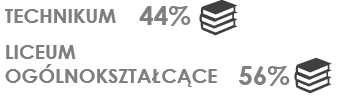 TECHNIKUM 44%
LICEUM
OGÓLNOKSZTAŁCĄCE 56%